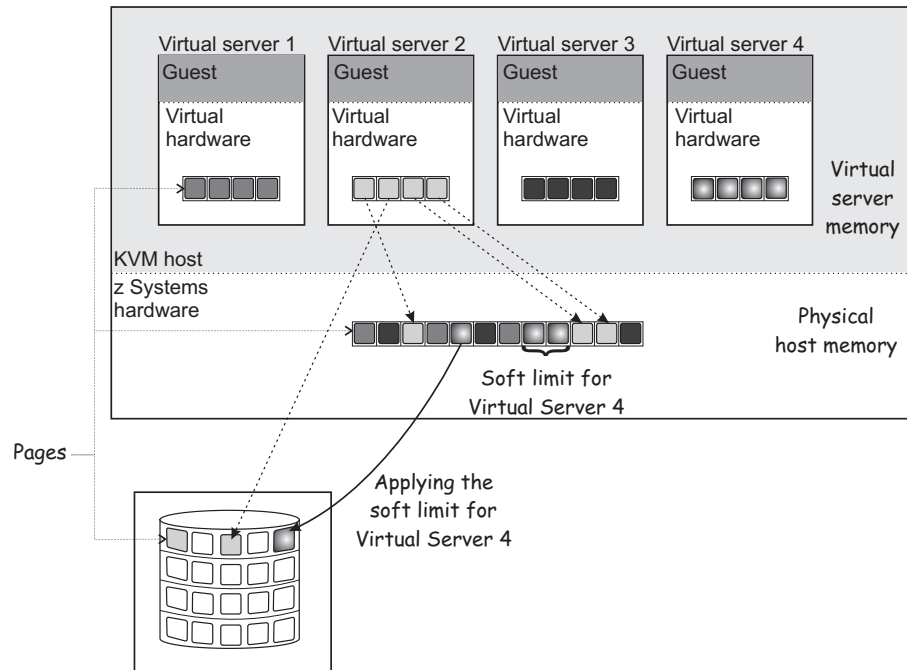 Virtual server 1
Virtual server 2
Virtual server 3
Virtual server 4
Guest
Guest
Guest
Guest
Virtual
hardware
Virtual
hardware
Virtual
hardware
Virtual
hardware
Virtual
server
memory
KVM host
z Systems
hardware
Physical
host memory
Soft limit for
Virtual Server 4
Pages
Applying the
soft limit for
Virtual Server 4